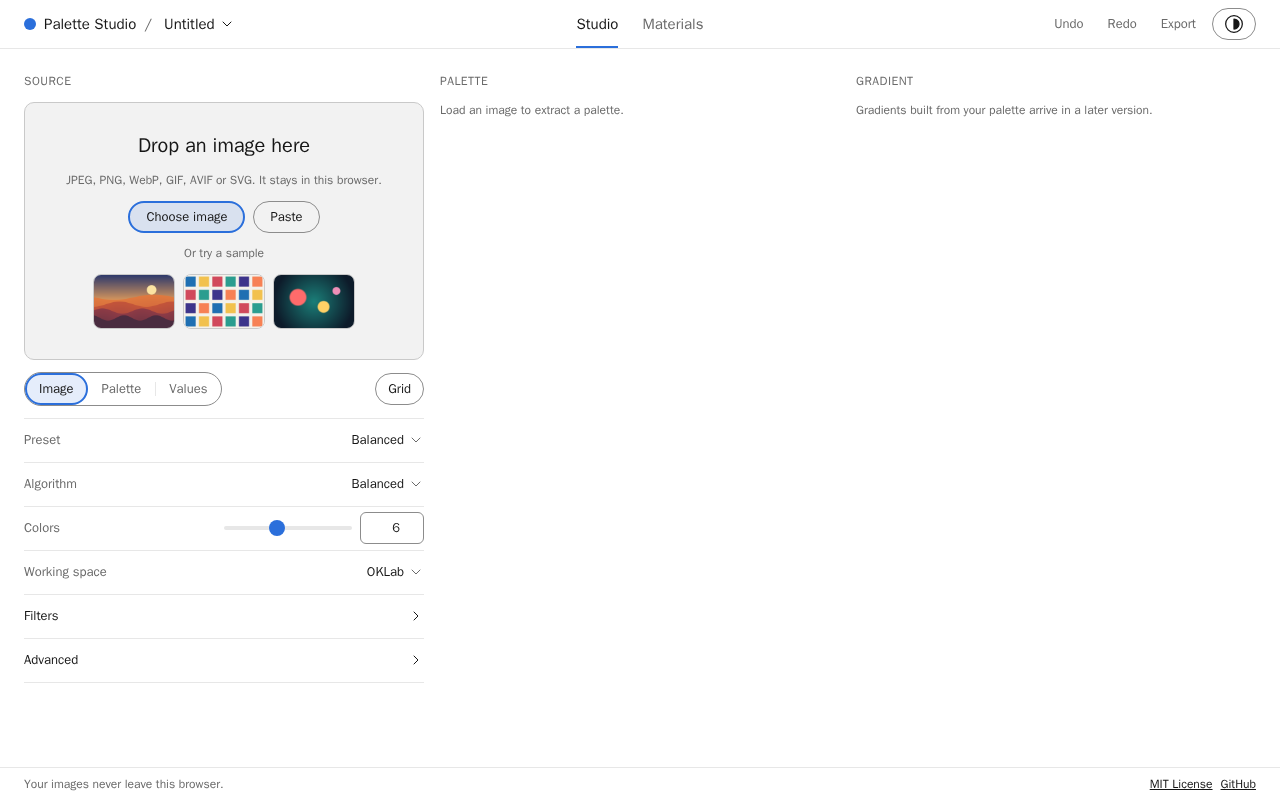 Palette Studio / Untitled
Studio Materials
Undo Redo Export
SOURCE
Drop an image here
JPEG, PNG, WebP, GIF, AVIF or SVG. It stays in this browser.
Choose image Paste
Or try a sample
Image Palette Values Grid
Preset Balanced
Algorithm Balanced
Colors 6
Working space OKLab
Filters
Advanced
PALETTE
Load an image to extract a palette.
GRADIENT
Gradients built from your palette arrive in a later version.
Your images never leave this browser.
MIT License GitHub